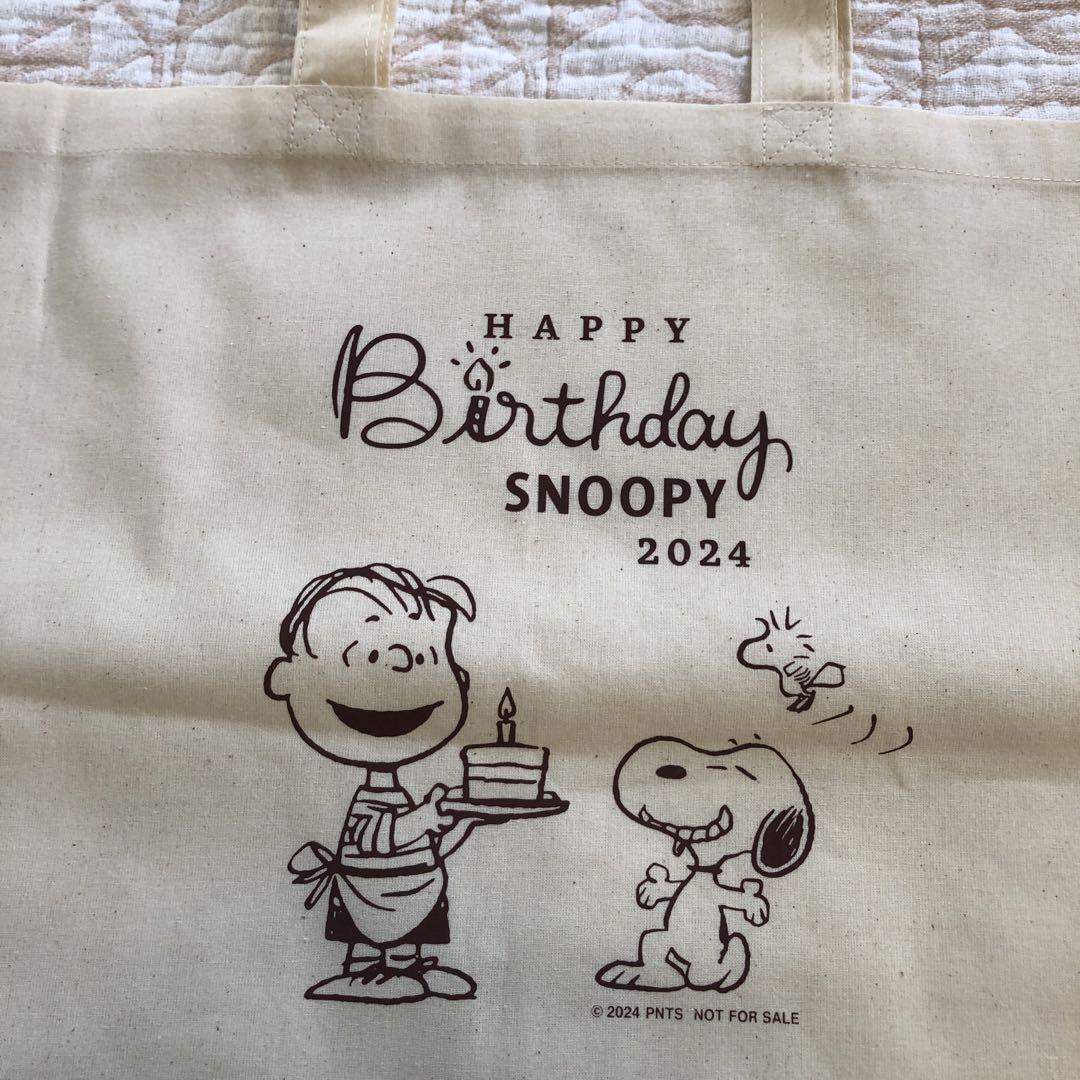 HAPPY
Birthday
SNOOPY
2024
© 2024 PNTS NOT FOR SALE